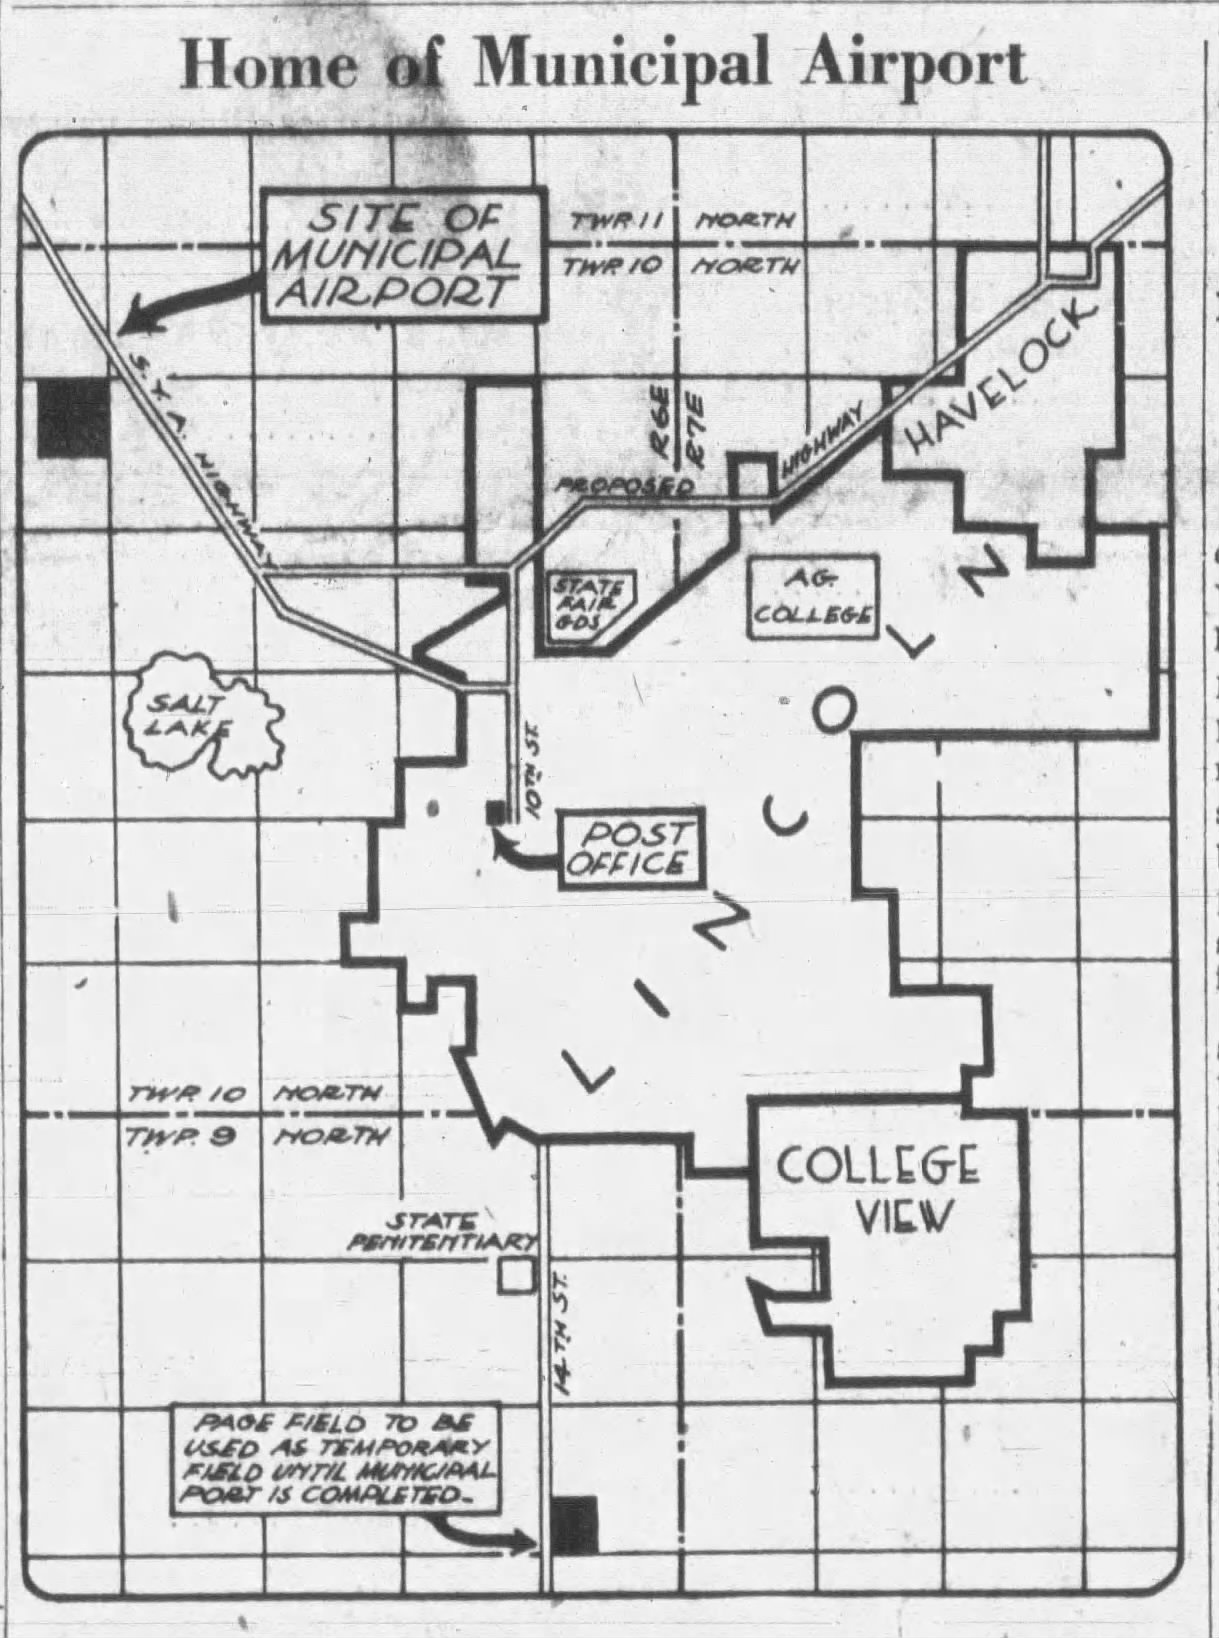 Home of Municipal Airport
SITE OF
MUNICIPAL
AIRPORT
TWP. 11 NORTH
TWP. 10 NORTH
S. Y. A. HIGHWAY
R6E
R7E
PROPOSED HIGHWAY
HAVELOCK
STATE
FAIR
GDS
AG.
COLLEGE
LINCOLN
SALT
LAKE
10TH ST.
POST
OFFICE
TWP. 10 NORTH
TWP. 9 NORTH
COLLEGE
VIEW
STATE
PENITENTIARY
14TH ST.
PAGE FIELD TO BE
USED AS TEMPORARY
FIELD UNTIL MUNICIPAL
PORT IS COMPLETED.